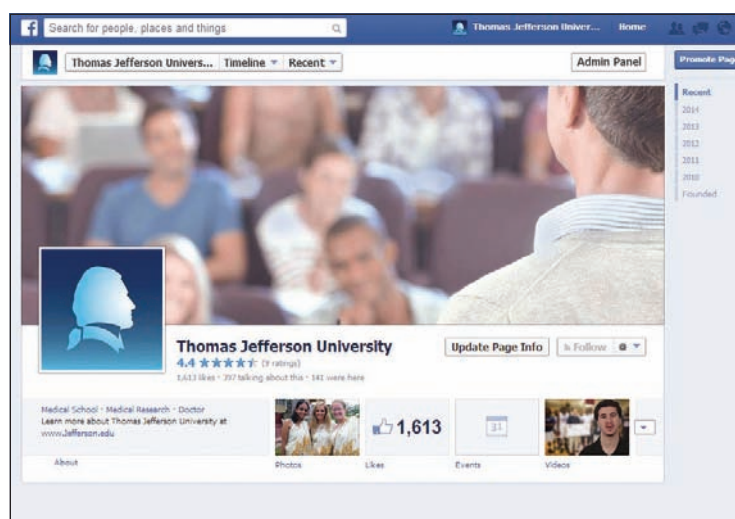 Search for people, places and things
Thomas Jefferson Univer... Home
Thomas Jefferson Univers... Timeline Recent
Admin Panel
Promote Page
Recent
2014
2013
2012
2011
2010
Founded
Thomas Jefferson University
Update Page Info
Follow
4.4 (9 ratings)
1,613 likes · 397 talking about this · 141 were here
Medical School · Medical Research · Doctor
Learn more about Thomas Jefferson University at
www.Jefferson.edu
1,613
31
About
Photos
Likes
Events
Videos